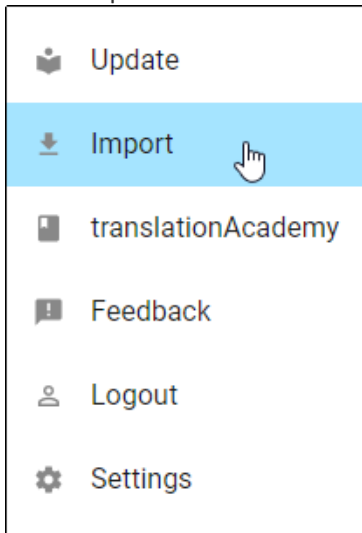 Update
Import
translationAcademy
Feedback
Logout
Settings